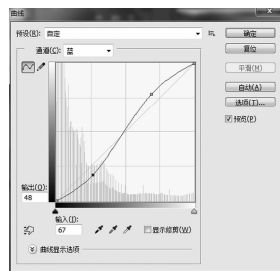 曲线
预设(R): 自定
确定
通道(C): 蓝
复位
平滑(M)
自动(A)
选项(T)...
预览(P)
输出(O):
48
输入(I):
67
显示修剪(W)
曲线显示选项